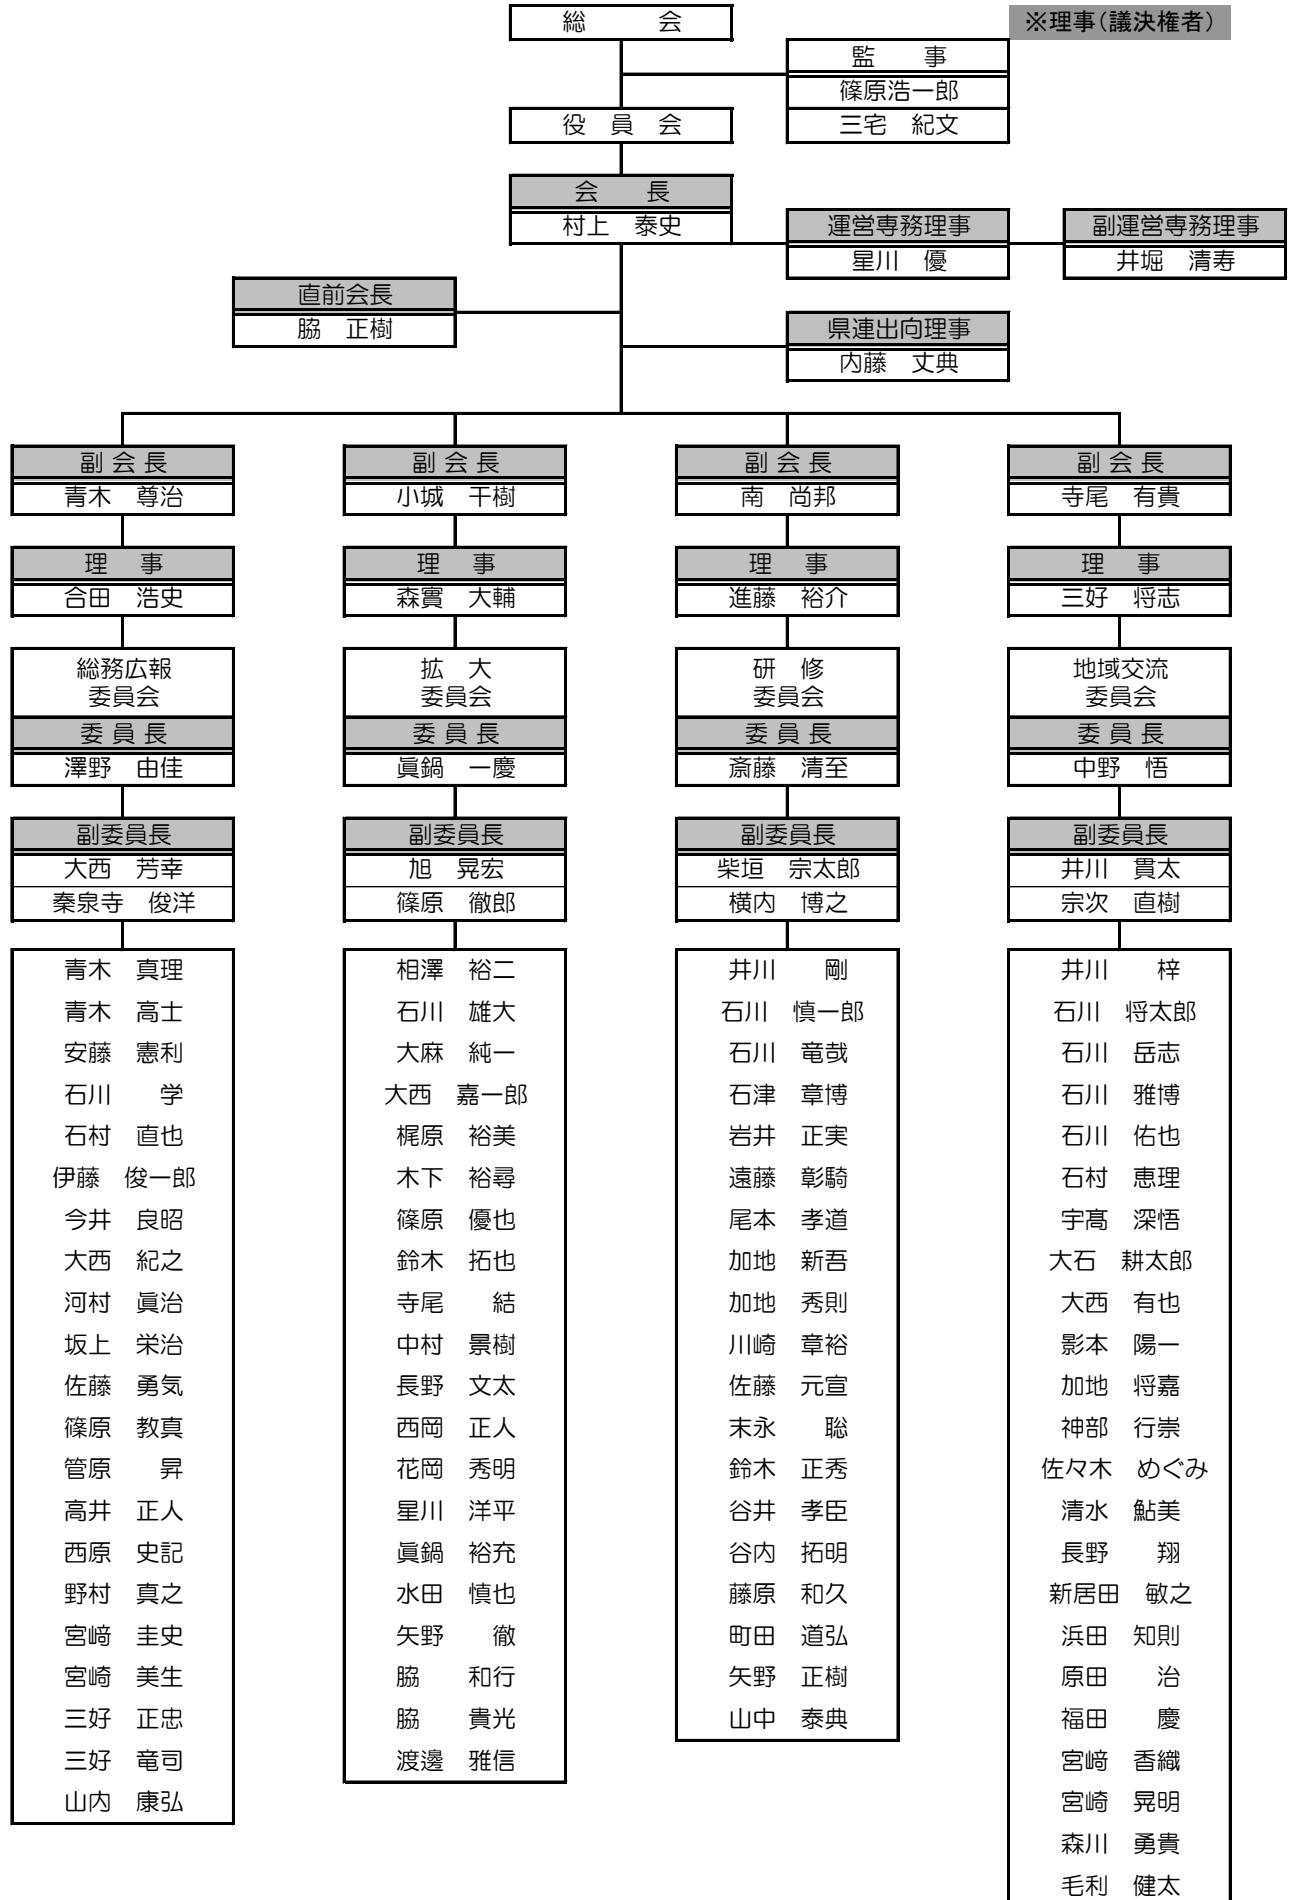 総　会
※理事（議決権者）
監　事
篠原浩一郎
三宅　紀文
役　員　会
会　長
村上　泰史
運営専務理事
星川　優
副運営専務理事
井堀　清寿
直前会長
脇　正樹
県連出向理事
内藤　丈典
副 会 長
青木　尊治
理　事
合田　浩史
総務広報
委員会
委 員 長
澤野　由佳
副委員長
大西　芳幸
秦泉寺　俊洋
青木　真理
青木　高士
安藤　憲利
石川　学
石村　直也
伊藤　俊一郎
今井　良昭
大西　紀之
河村　眞治
坂上　栄治
佐藤　勇気
篠原　教真
管原　昇
高井　正人
西原　史記
野村　真之
宮﨑　圭史
宮崎　美生
三好　正忠
三好　竜司
山内　康弘
副 会 長
小城　干樹
理　事
森實　大輔
拡　大
委員会
委 員 長
眞鍋　一慶
副委員長
旭　晃宏
篠原　徹郎
相澤　裕二
石川　雄大
大麻　純一
大西　嘉一郎
梶原　裕美
木下　裕尋
篠原　優也
鈴木　拓也
寺尾　結
中村　景樹
長野　文太
西岡　正人
花岡　秀明
星川　洋平
眞鍋　裕充
水田　慎也
矢野　徹
脇　和行
脇　貴光
渡邊　雅信
副 会 長
南　尚邦
理　事
進藤　裕介
研　修
委員会
委 員 長
斎藤　清至
副委員長
柴垣　宗太郎
横内　博之
井川　剛
石川　慎一郎
石川　竜哉
石津　章博
岩井　正実
遠藤　彰騎
尾本　孝道
加地　新吾
加地　秀則
川崎　章裕
佐藤　元宣
末永　聡
鈴木　正秀
谷井　孝臣
谷内　拓明
藤原　和久
町田　道弘
矢野　正樹
山中　泰典
副 会 長
寺尾　有貴
理　事
三好　将志
地域交流
委員会
委 員 長
中野　悟
副委員長
井川　貫太
宗次　直樹
井川　梓
石川　将太郎
石川　岳志
石川　雅博
石川　佑也
石村　恵理
宇髙　深悟
大石　耕太郎
大西　有也
影本　陽一
加地　将嘉
神部　行崇
佐々木　めぐみ
清水　鮎美
長野　翔
新居田　敏之
浜田　知則
原田　治
福田　慶
宮﨑　香織
宮崎　晃明
森川　勇貴
毛利　健太